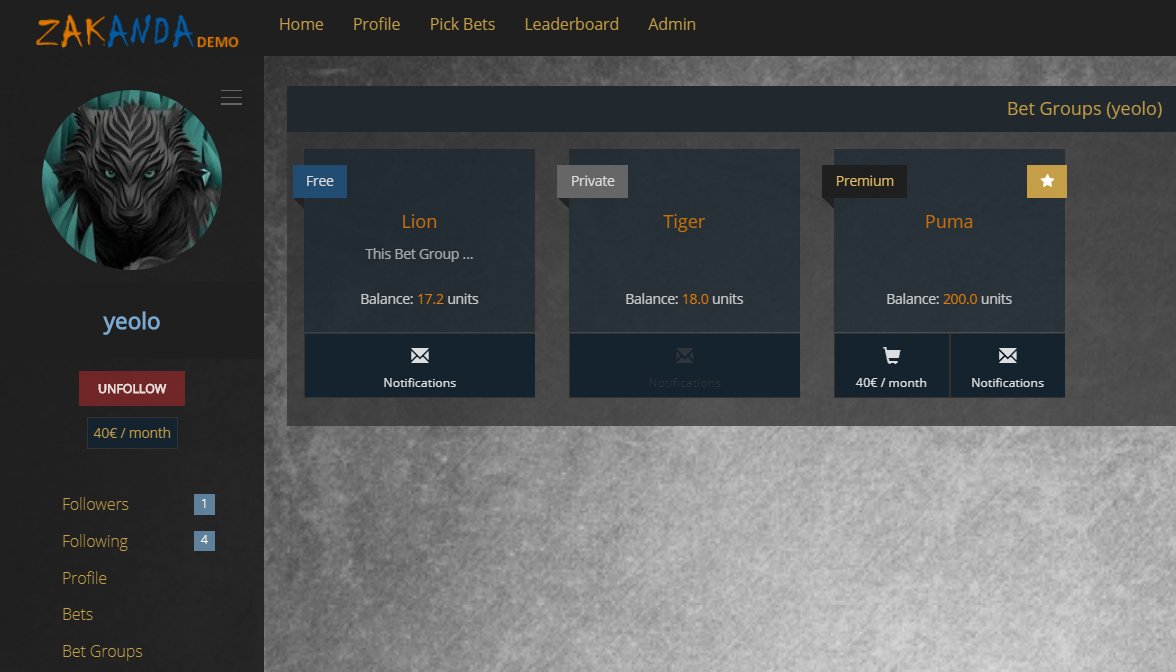 ZAKANDA DEMO
Home Profile Pick Bets Leaderboard Admin
Bet Groups (yeolo)
Free
Lion
This Bet Group ...
Balance: 17.2 units
Notifications
Private
Tiger
Balance: 18.0 units
Notifications
Premium
Puma
Balance: 200.0 units
40€ / month
Notifications
yeolo
UNFOLLOW
40€ / month
Followers 1
Following 4
Profile
Bets
Bet Groups